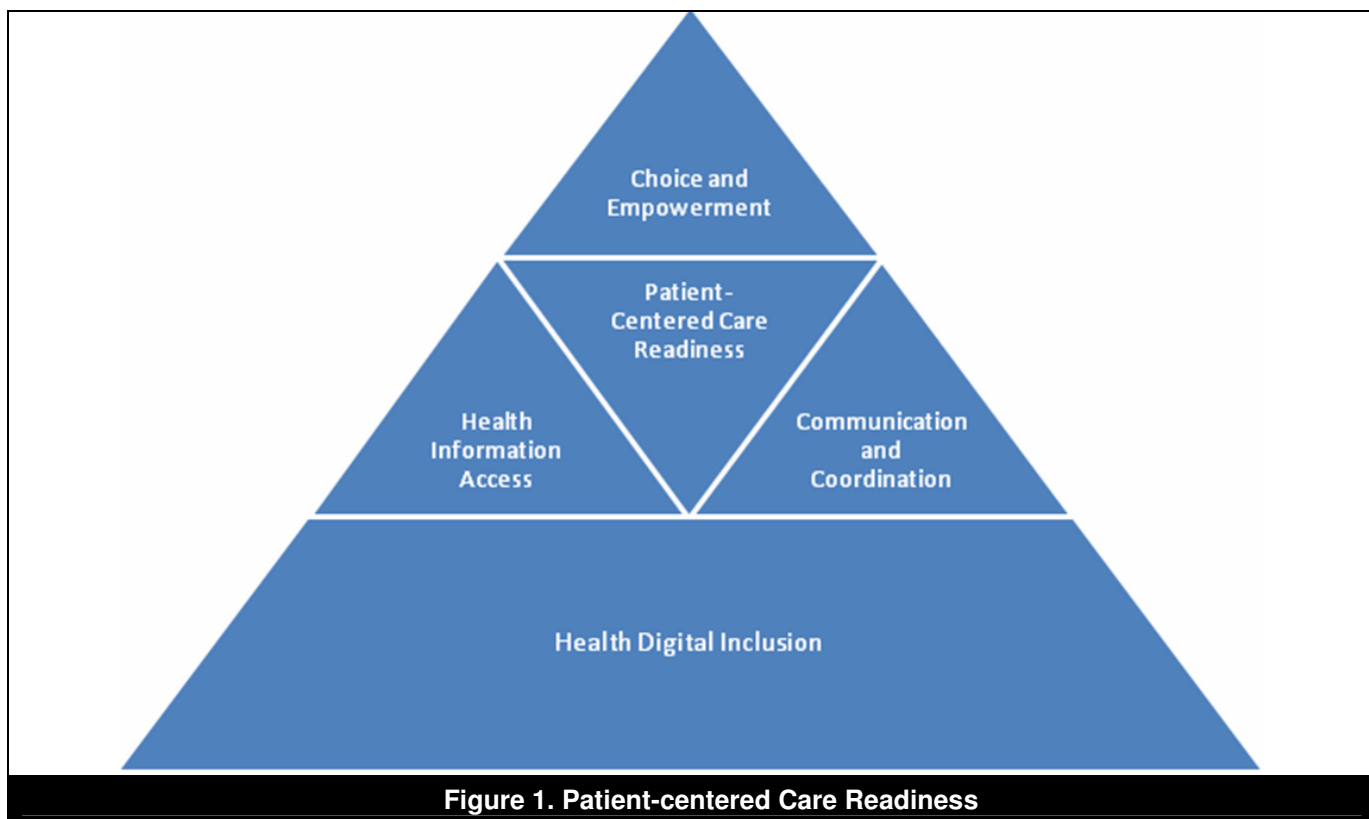 Choice and
Empowerment
Patient-
Centered Care
Readiness
Health
Information
Access
Communication
and
Coordination
Health Digital Inclusion
Figure 1. Patient-centered Care Readiness